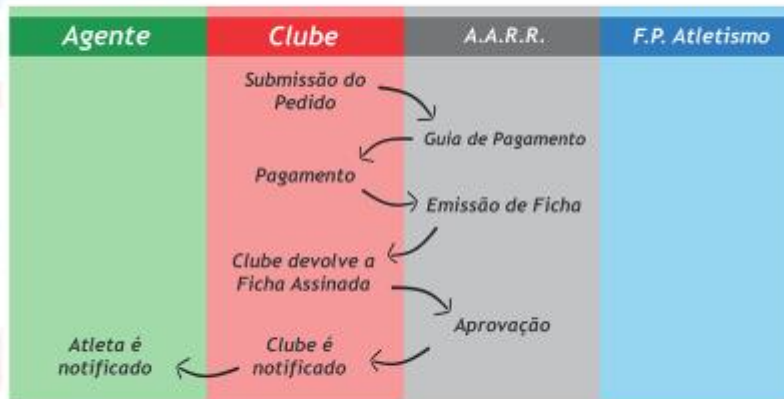 Agente
Clube
A.A.R.R.
F.P. Atletismo
Submissão do
Pedido
Guia de Pagamento
Pagamento
Emissão de Ficha
Clube devolve a
Ficha Assinada
Aprovação
Clube é
notificado
Atleta é
notificado